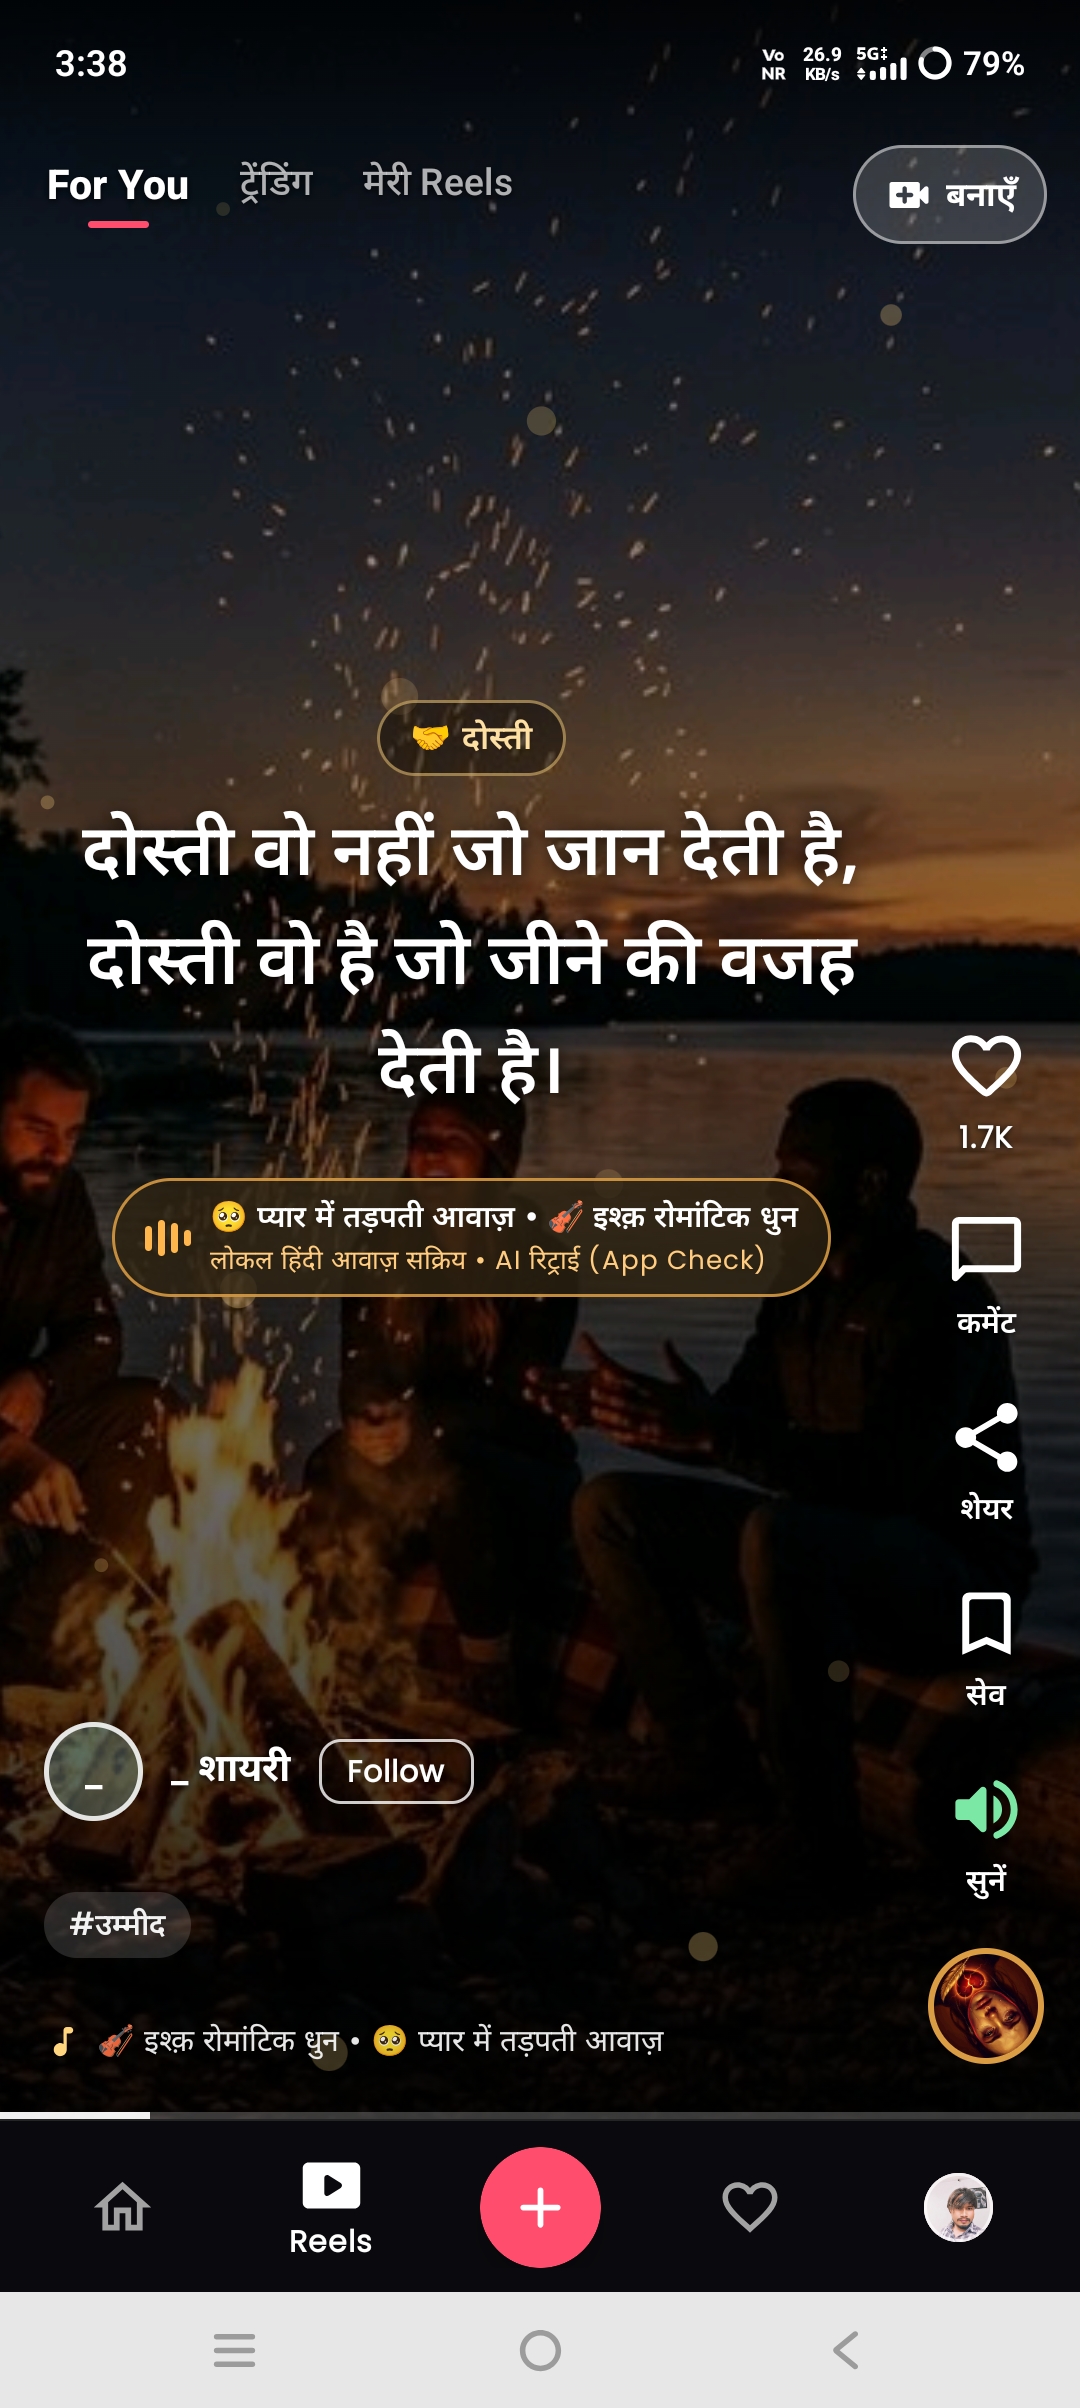 3:38
Vo NR 26.9 KB/s 5G‡ 79%
For You ट्रेंडिंग मेरी Reels बनाएँ
🤝 दोस्ती
दोस्ती वो नहीं जो जान देती है,
दोस्ती वो है जो जीने की वजह
देती है।
1.7K
🥺 प्यार में तड़पती आवाज़ • 🎻 इश्क़ रोमांटिक धुन
लोकल हिंदी आवाज़ सक्रिय • AI रिट्राई (App Check)
कमेंट
शेयर
सेव
_ _ शायरी Follow
सुनें
#उम्मीद
🎻 इश्क़ रोमांटिक धुन • 🥺 प्यार में तड़पती आवाज़
Reels